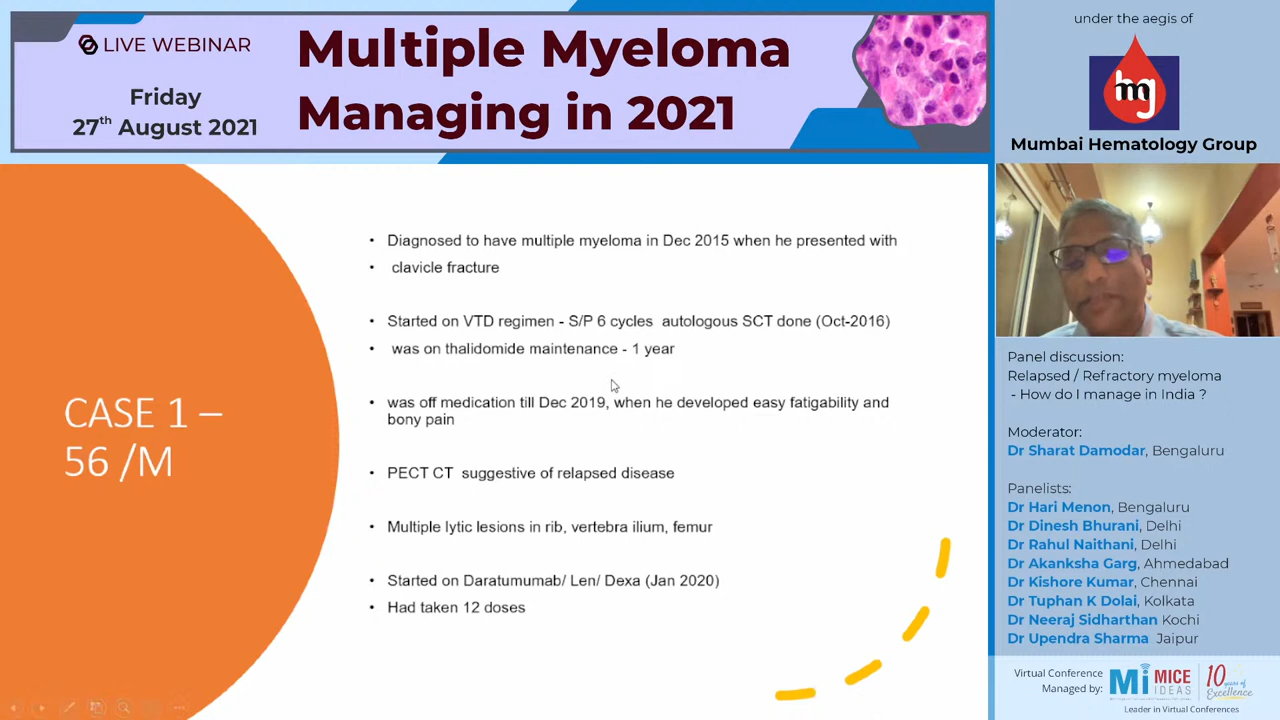 LIVE WEBINAR
Friday
27th August 2021
Multiple Myeloma
Managing in 2021
under the aegis of
hmg
Mumbai Hematology Group
CASE 1 –
56 /M
• Diagnosed to have multiple myeloma in Dec 2015 when he presented with
• clavicle fracture
• Started on VTD regimen - S/P 6 cycles autologous SCT done (Oct-2016)
• was on thalidomide maintenance - 1 year
• was off medication till Dec 2019, when he developed easy fatigability and
bony pain
• PECT CT suggestive of relapsed disease
• Multiple lytic lesions in rib, vertebra ilium, femur
• Started on Daratumumab/ Len/ Dexa (Jan 2020)
• Had taken 12 doses
Panel discussion:
Relapsed / Refractory myeloma
- How do I manage in India ?
Moderator:
Dr Sharat Damodar, Bengaluru
Panelists:
Dr Hari Menon, Bengaluru
Dr Dinesh Bhurani, Delhi
Dr Rahul Naithani, Delhi
Dr Akanksha Garg, Ahmedabad
Dr Kishore Kumar, Chennai
Dr Tuphan K Dolai, Kolkata
Dr Neeraj Sidharthan Kochi
Dr Upendra Sharma Jaipur
Virtual Conference
Managed by:
Mi MICE
IDEAS
10 years of
Excellence
Leader in Virtual Conferences